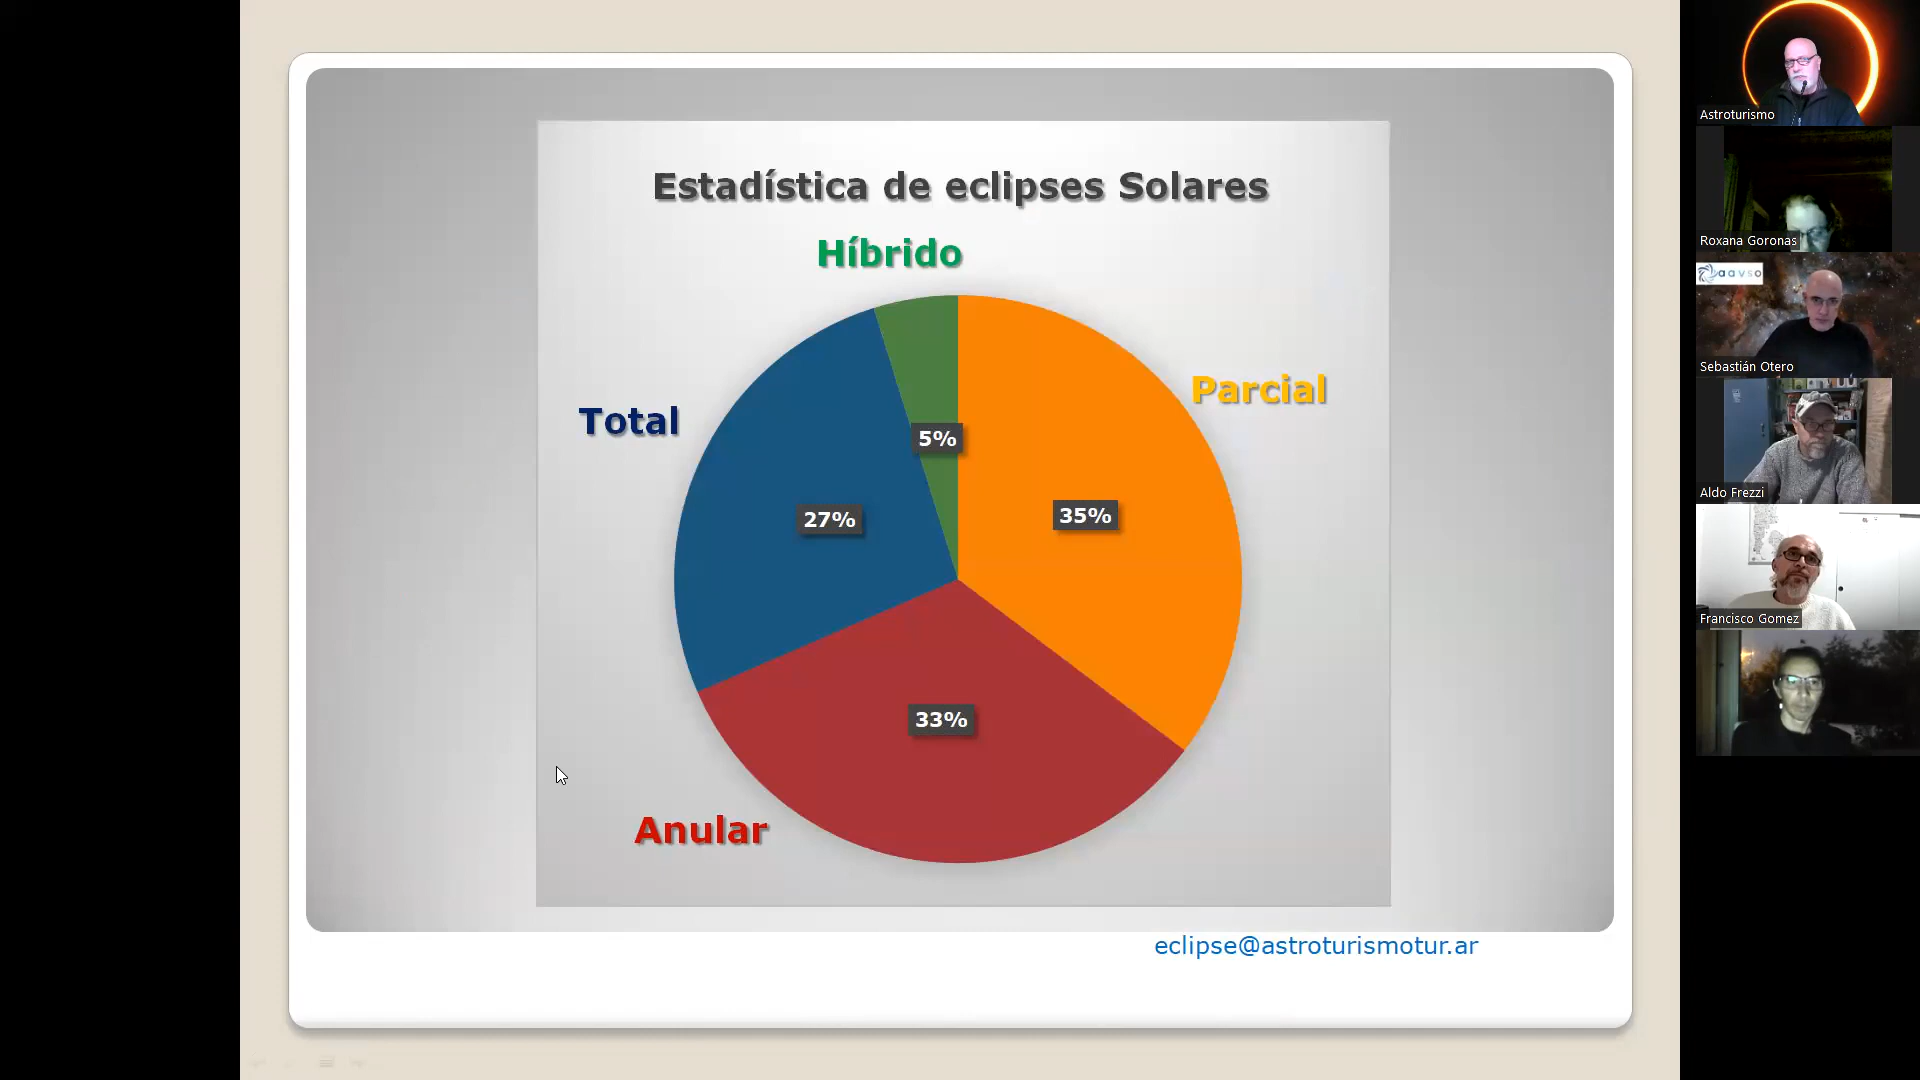 Estadística de eclipses Solares
Híbrido
Parcial
Total
5%
35%
27%
33%
Anular
eclipse@astroturismotur.ar
Astroturismo
Roxana Goronas
aavso
Sebastián Otero
Aldo Frezzi
Francisco Gomez